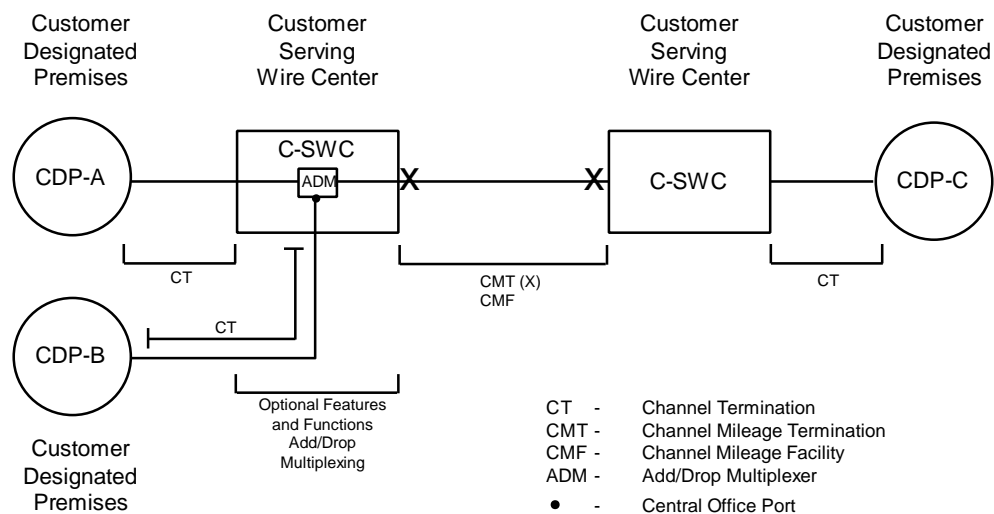 Customer
Designated
Premises
Customer
Serving
Wire Center
Customer
Serving
Wire Center
Customer
Designated
Premises
CDP-A
C-SWC
ADM
X
X
C-SWC
CDP-C
CT
CMT (X)
CMF
CT
CT
CDP-B
Optional Features
and Functions
Add/Drop
Multiplexing
Customer
Designated
Premises
CT - Channel Termination
CMT - Channel Mileage Termination
CMF - Channel Mileage Facility
ADM - Add/Drop Multiplexer
● - Central Office Port